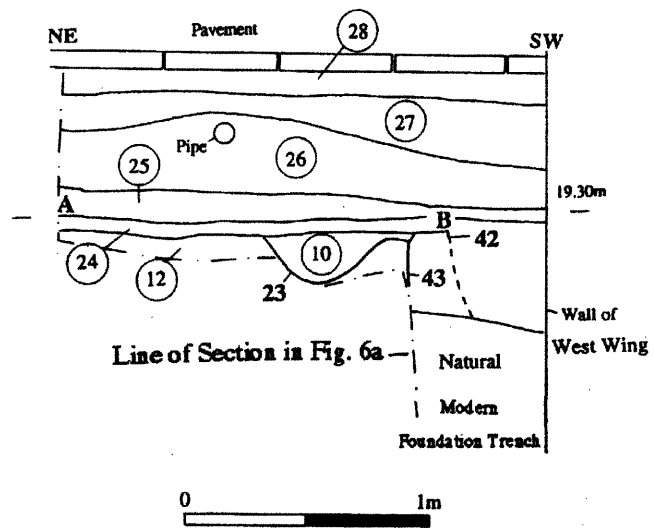 NE Pavement SW
28
27
Pipe
26
25
19.30m
A B
42
24 12 10
23 43
Wall of
West Wing
Line of Section in Fig. 6a
Natural
Modern
Foundation Trench
0 1m